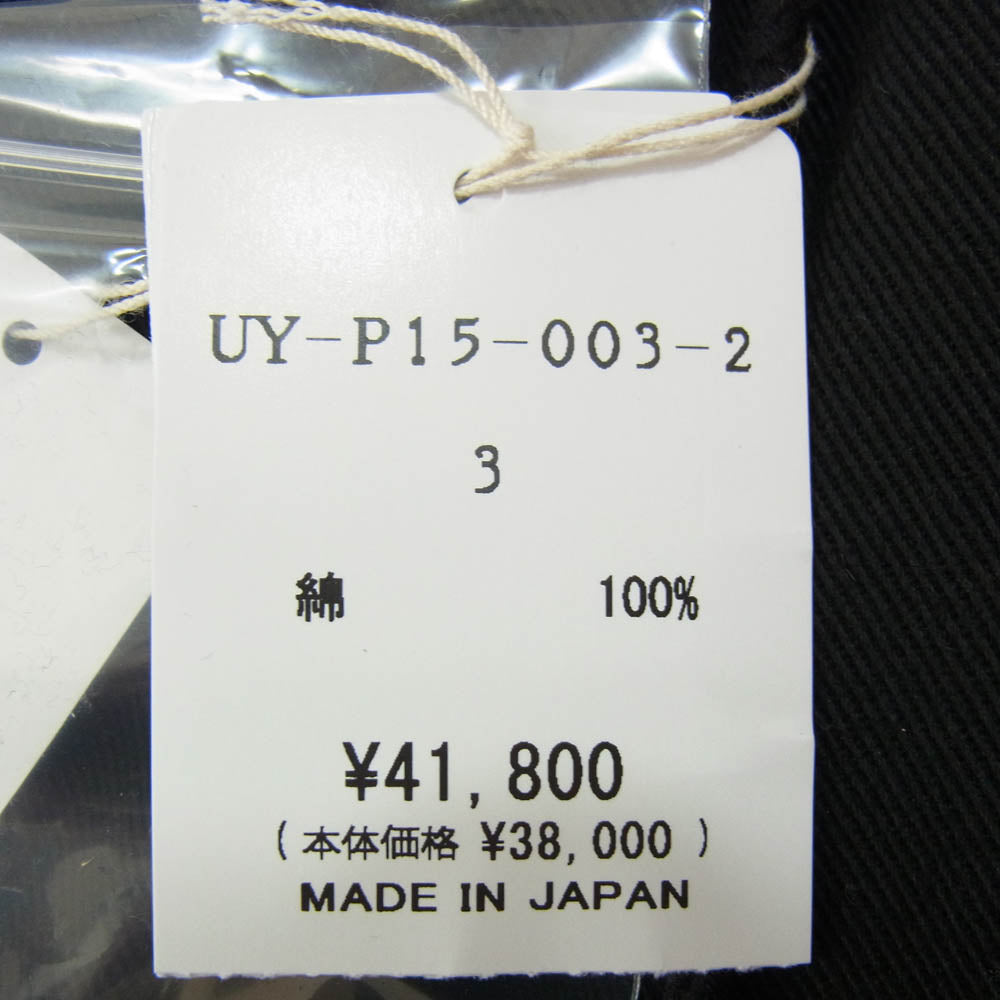 UY-P15-003-2
3
綿 100%
¥41,800
(本体価格 ¥38,000)
MADE IN JAPAN